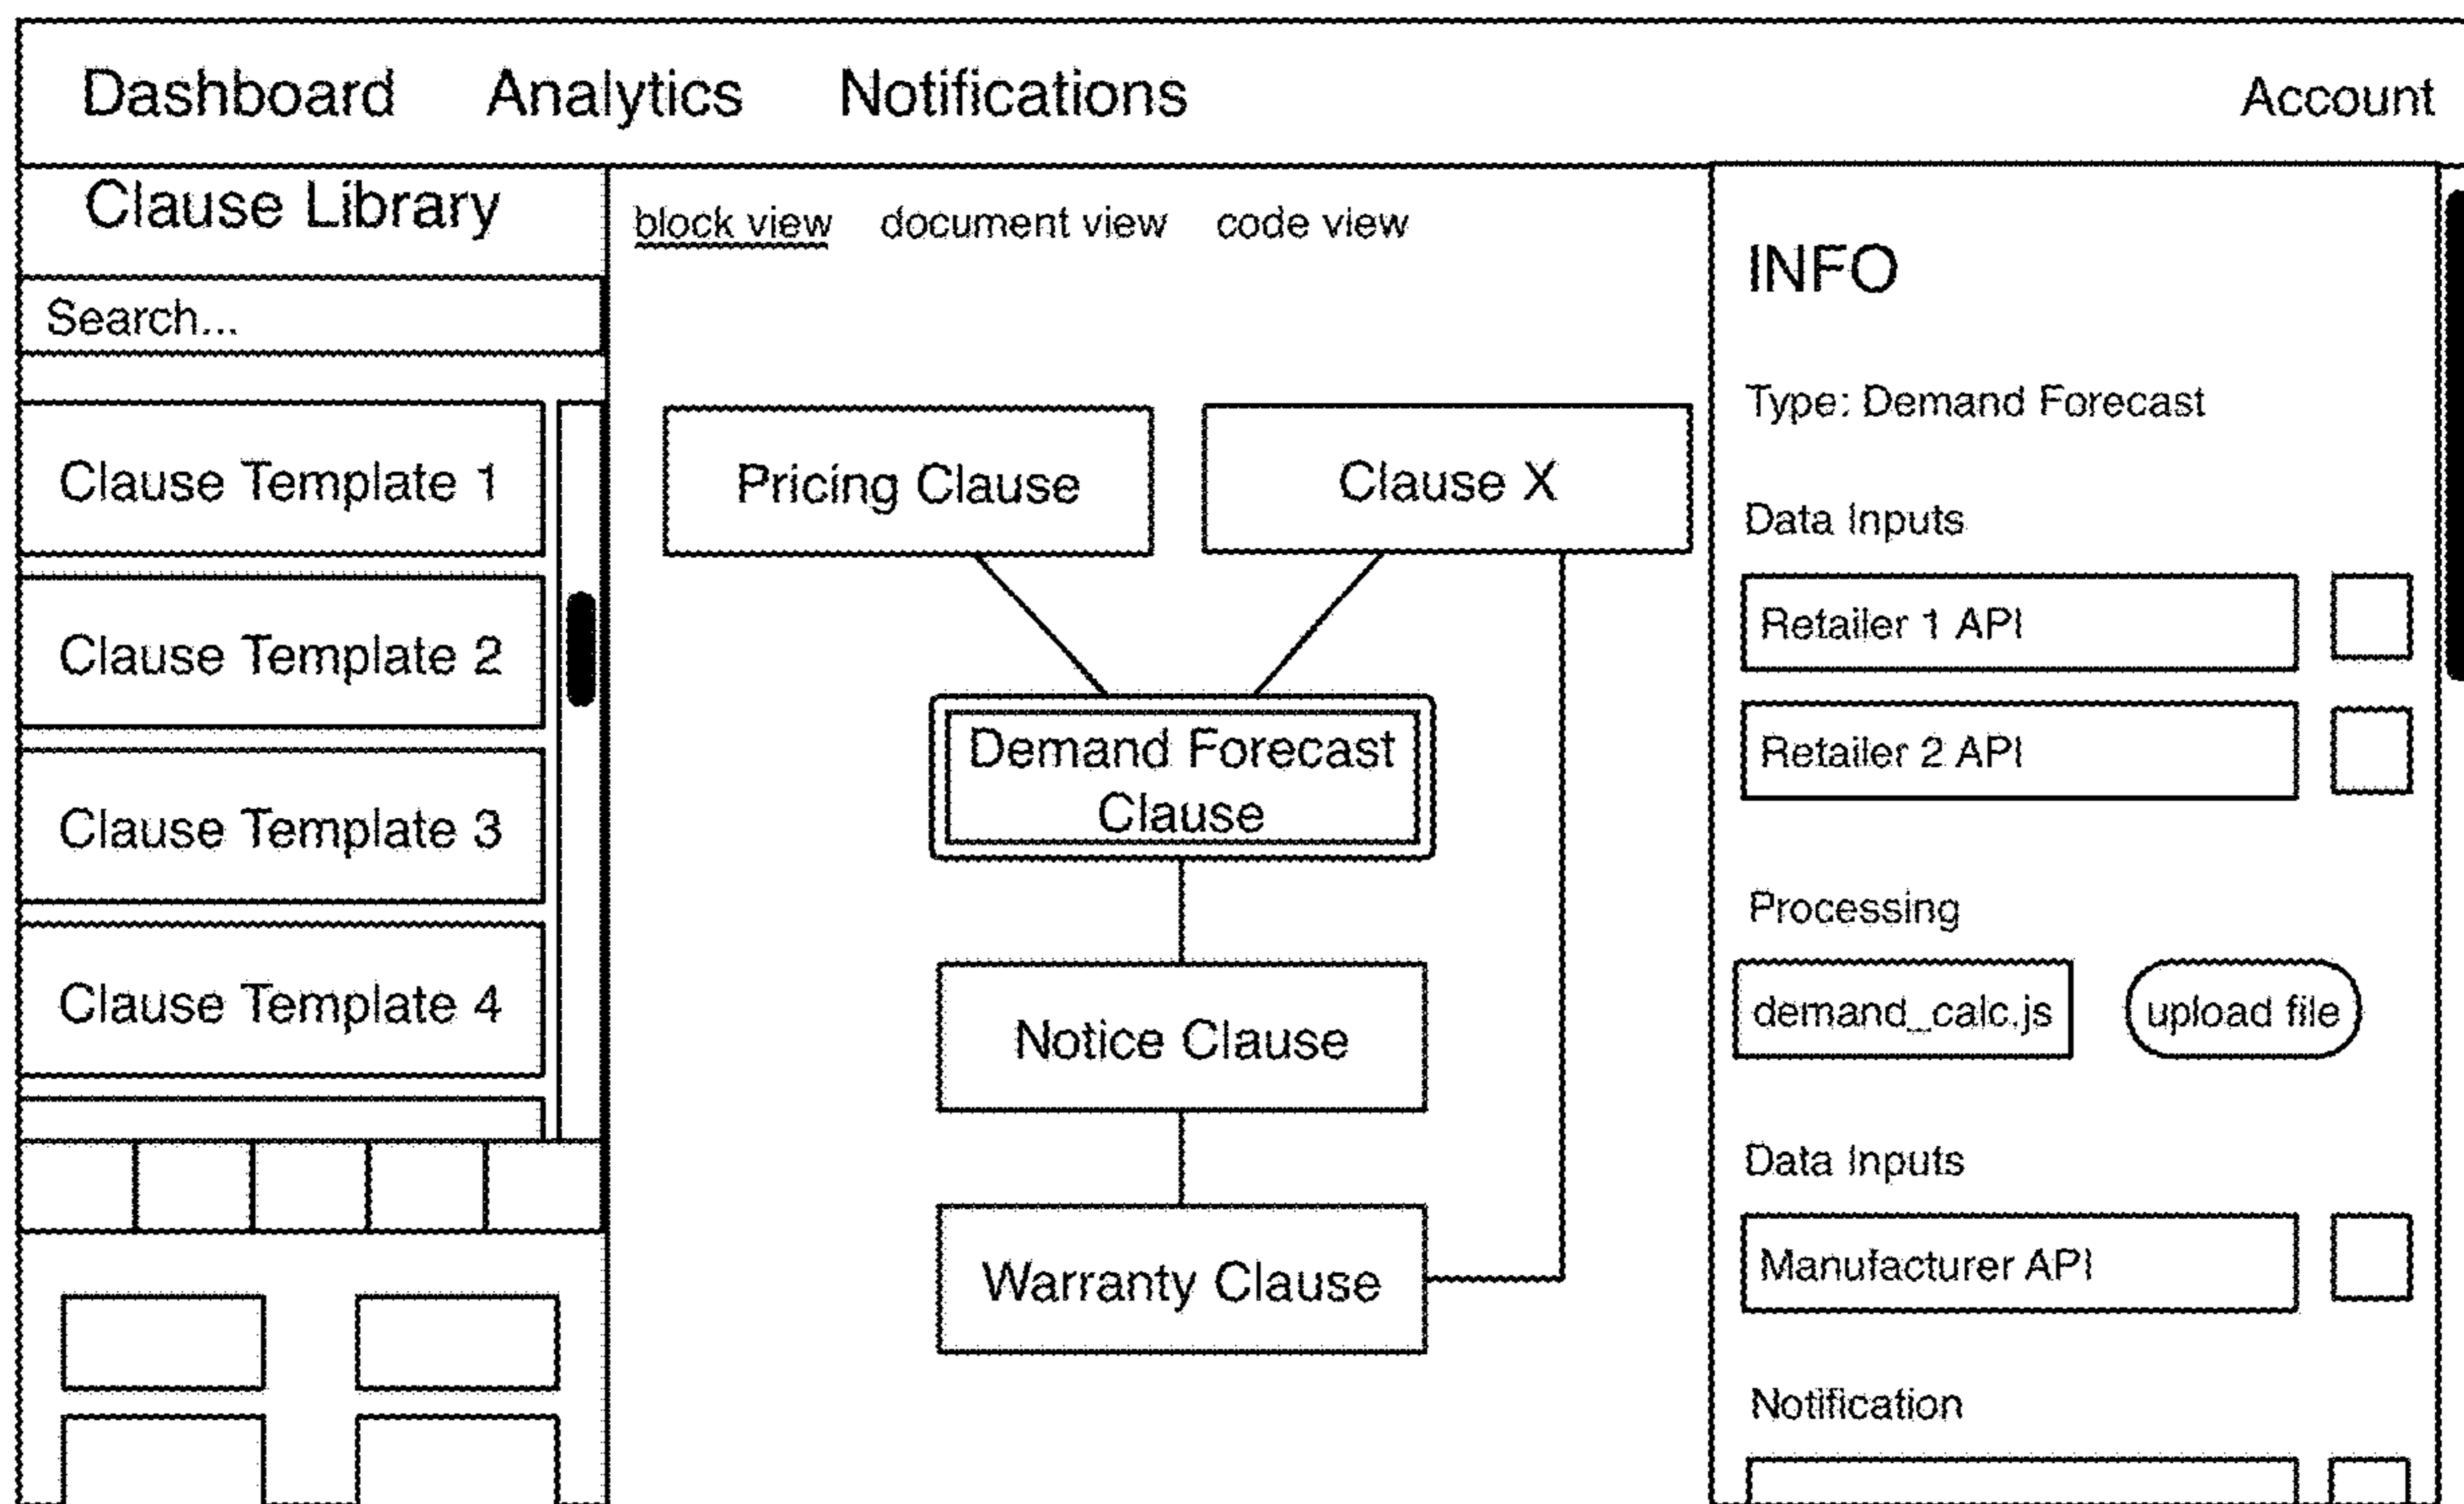 Dashboard Analytics Notifications Account
Clause Library
Search...
Clause Template 1
Clause Template 2
Clause Template 3
Clause Template 4
block view document view code view
Pricing Clause
Clause X
Demand Forecast
Clause
Notice Clause
Warranty Clause
INFO
Type: Demand Forecast
Data Inputs
Retailer 1 API
Retailer 2 API
Processing
demand_calc.js
upload file
Data Inputs
Manufacturer API
Notification